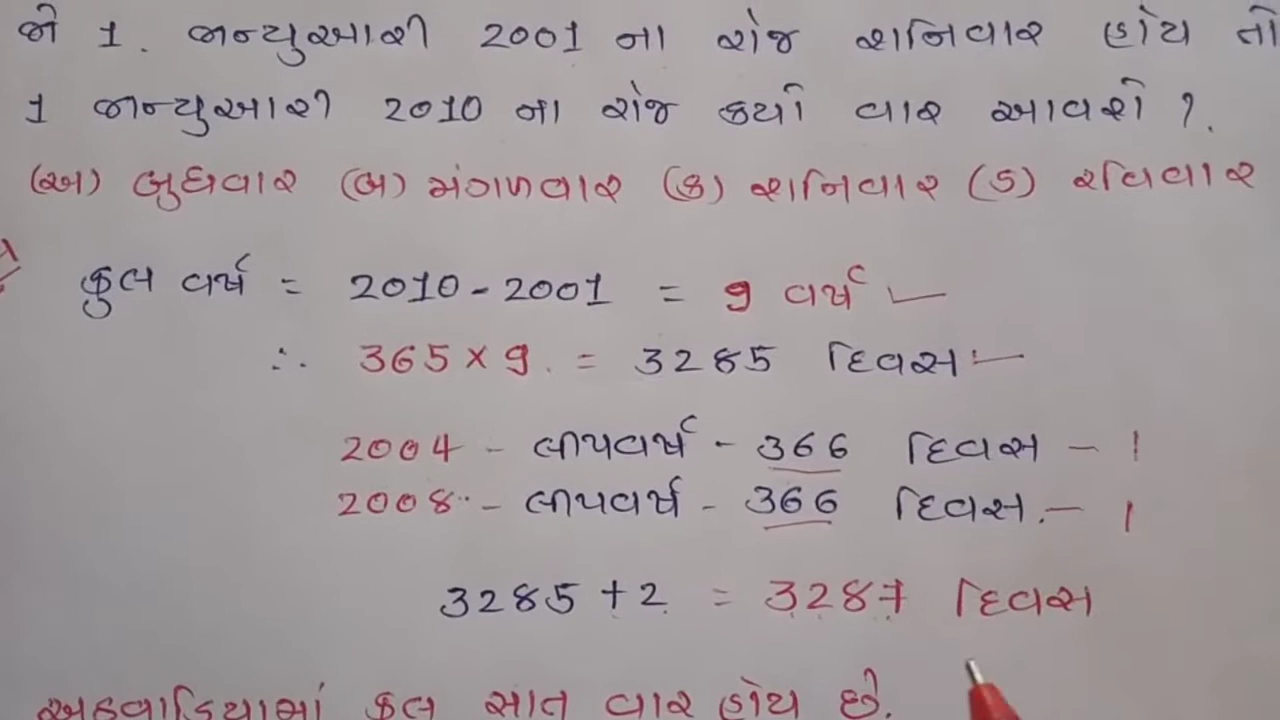 જો 1. જાન્યુઆરી 2001 ના રોજ શનિવાર હોય તો
1 જાન્યુઆરી 2010 ના રોજ કયો વાર આવશે ?.
(અ) બુધવાર (બ) મંગળવાર (ક) શનિવાર (ડ) રવિવાર
કુલ વર્ષ = 2010 - 2001 = 9 વર્ષ
∴ 365 × 9. = 3285 દિવસ
2004 - લીપવર્ષ - 366 દિવસ - 1
2008 - લીપવર્ષ - 366 દિવસ. - 1
3285 + 2 = 3287 દિવસ
અઠવાડિયામાં કુલ સાત વાર હોય છે.